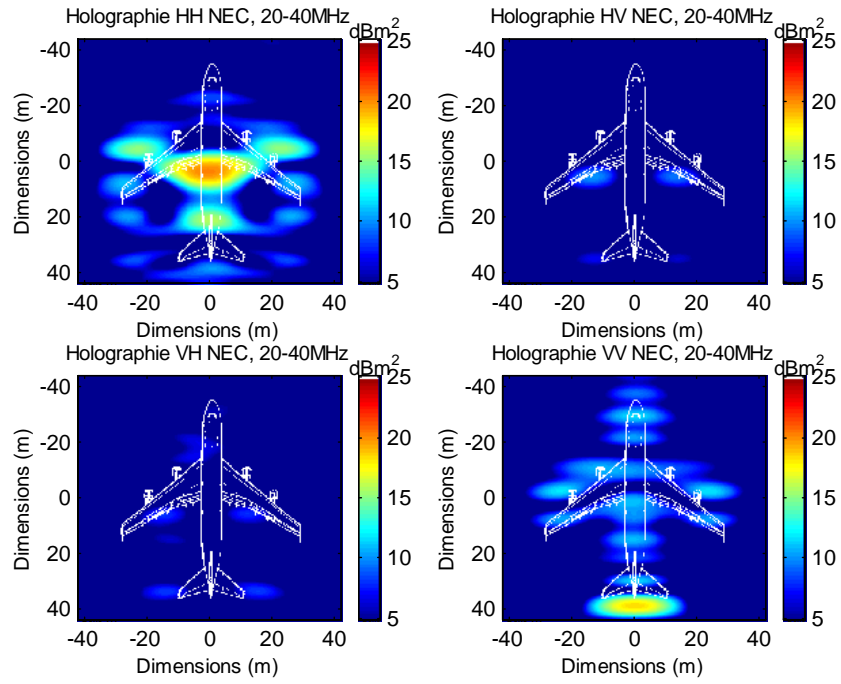 Holographie HH NEC, 20-40MHz
dBm²
Dimensions (m)
-40
-20
0
20
40
-40 -20 0 20 40
Dimensions (m)
25
20
15
10
5
Holographie HV NEC, 20-40MHz
dBm²
Dimensions (m)
-40
-20
0
20
40
-40 -20 0 20 40
Dimensions (m)
25
20
15
10
5
Holographie VH NEC, 20-40MHz
dBm²
Dimensions (m)
-40
-20
0
20
40
-40 -20 0 20 40
Dimensions (m)
25
20
15
10
5
Holographie VV NEC, 20-40MHz
dBm²
Dimensions (m)
-40
-20
0
20
40
-40 -20 0 20 40
Dimensions (m)
25
20
15
10
5